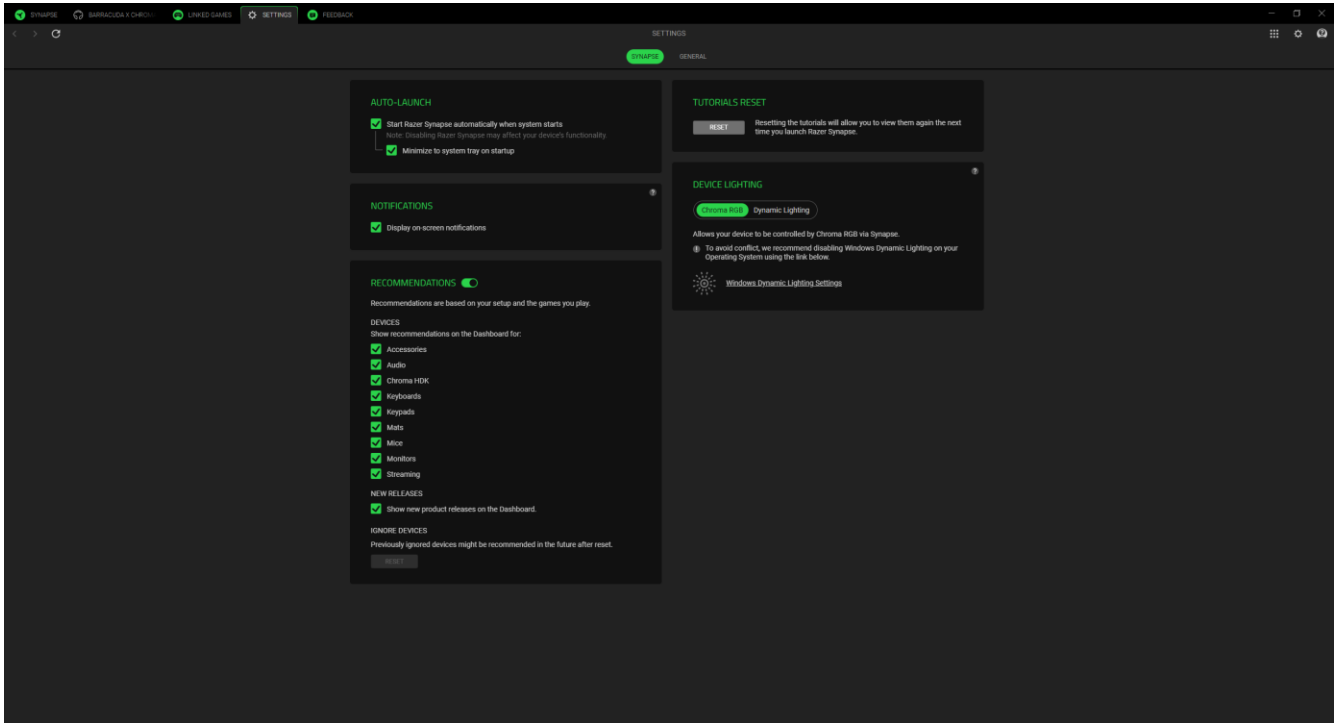 SYNAPSE
BARRACUDA X CHRO
LINKED GAMES
SETTINGS
FEEDBACK
SETTINGS
SYNAPSE
GENERAL
AUTO-LAUNCH
Start Razer Synapse automatically when system starts
Note: Disabling Razer Synapse may affect your device's functionality.
Minimize to system tray on startup
NOTIFICATIONS
Display on-screen notifications
RECOMMENDATIONS
Recommendations are based on your setup and the games you play.
DEVICES
Show recommendations on the Dashboard for:
Accessories
Audio
Chroma HDK
Keyboards
Keypads
Mats
Mice
Monitors
Streaming
NEW RELEASES
Show new product releases on the Dashboard.
IGNORE DEVICES
Previously ignored devices might be recommended in the future after reset.
RESET
TUTORIALS RESET
RESET
Resetting the tutorials will allow you to view them again the next
time you launch Razer Synapse.
DEVICE LIGHTING
Chroma RGB
Dynamic Lighting
Allows your device to be controlled by Chroma RGB via Synapse.
To avoid conflict, we recommend disabling Windows Dynamic Lighting on your
Operating System using the link below.
Windows Dynamic Lighting Settings